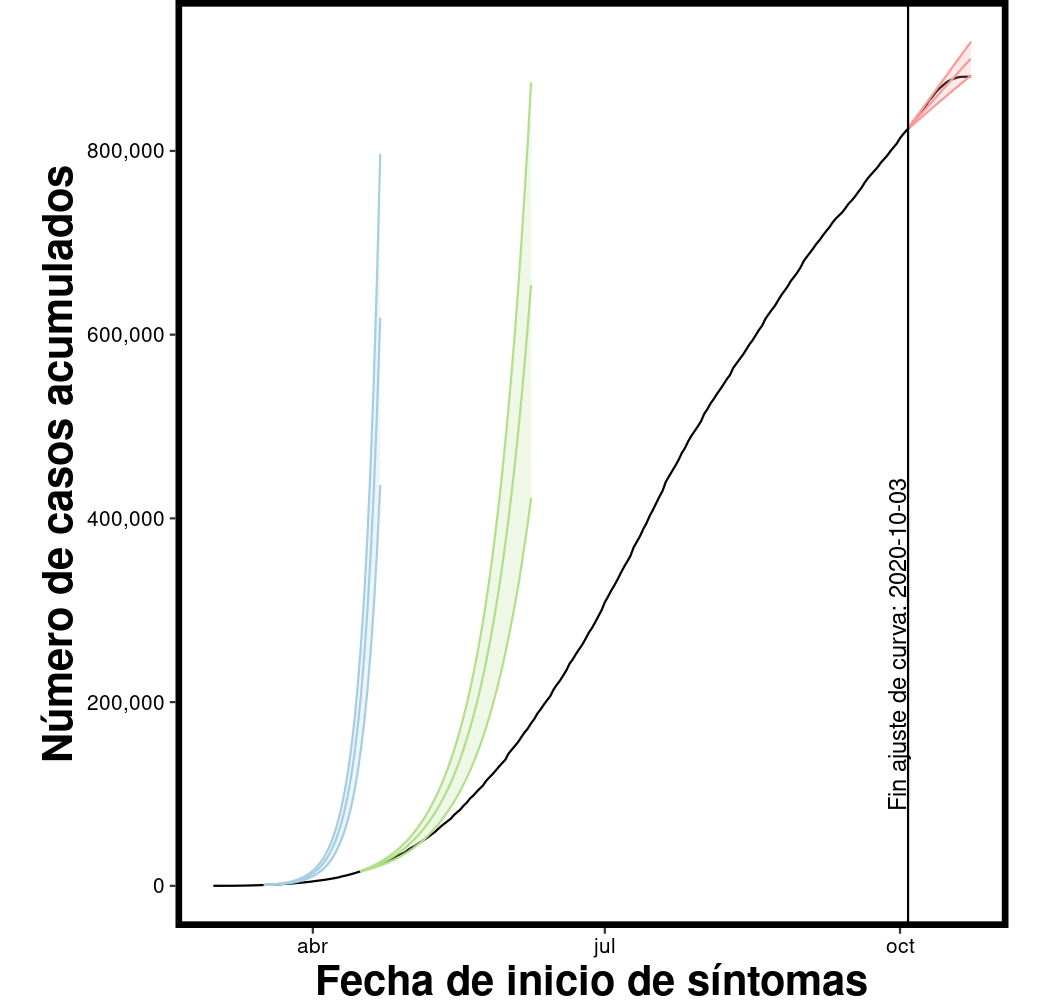 Número de casos acumulados
800,000
600,000
400,000
200,000
0
Fin ajuste de curva: 2020-10-03
abr
jul
oct
Fecha de inicio de síntomas